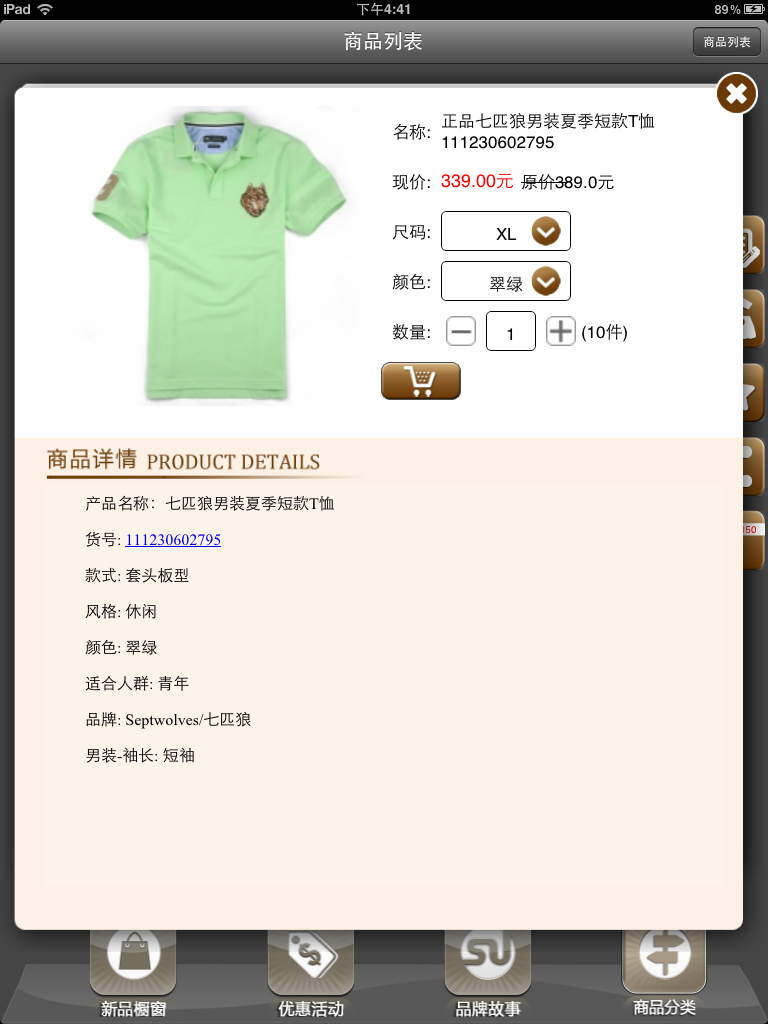 iPad 下午4:41 89%
商品列表 商品列表
名称: 正品七匹狼男装夏季短款T恤
111230602795
现价: 339.00元 原价389.0元
尺码: XL
颜色: 翠绿
数量: 1 (10件)
商品详情 PRODUCT DETAILS
产品名称：七匹狼男装夏季短款T恤
货号: 111230602795
50
款式: 套头板型
风格: 休闲
颜色: 翠绿
适合人群: 青年
品牌: Septwolves/七匹狼
男装-袖长: 短袖
新品橱窗 优惠活动 品牌故事 商品分类